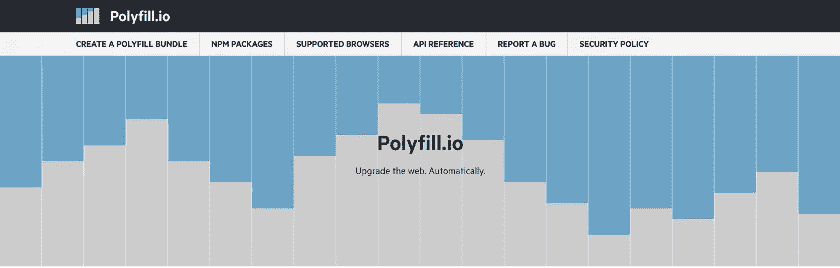 Polyfill.io
CREATE A POLYFILL BUNDLE NPM PACKAGES SUPPORTED BROWSERS API REFERENCE REPORT A BUG SECURITY POLICY
Polyfill.io
Upgrade the web. Automatically.